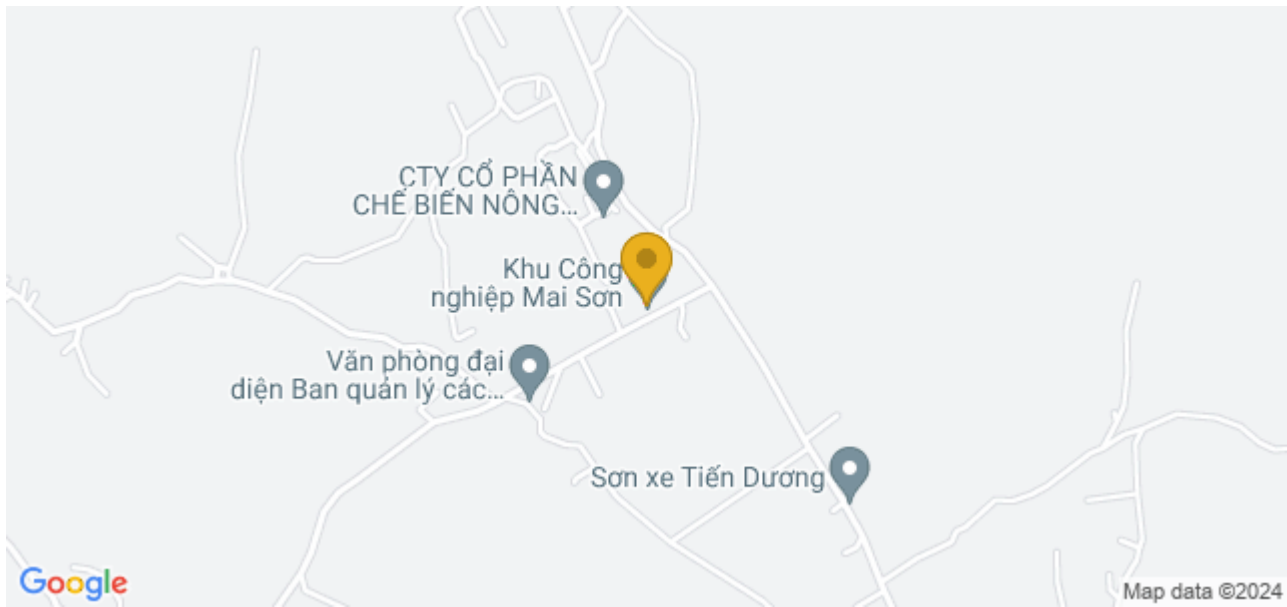 CTY CỔ PHẦN
CHẾ BIẾN NÔNG...
Khu Công
nghiệp Mai Sơn
Văn phòng đại
diện Ban quản lý các...
Sơn xe Tiến Dương
Google
Map data ©2024